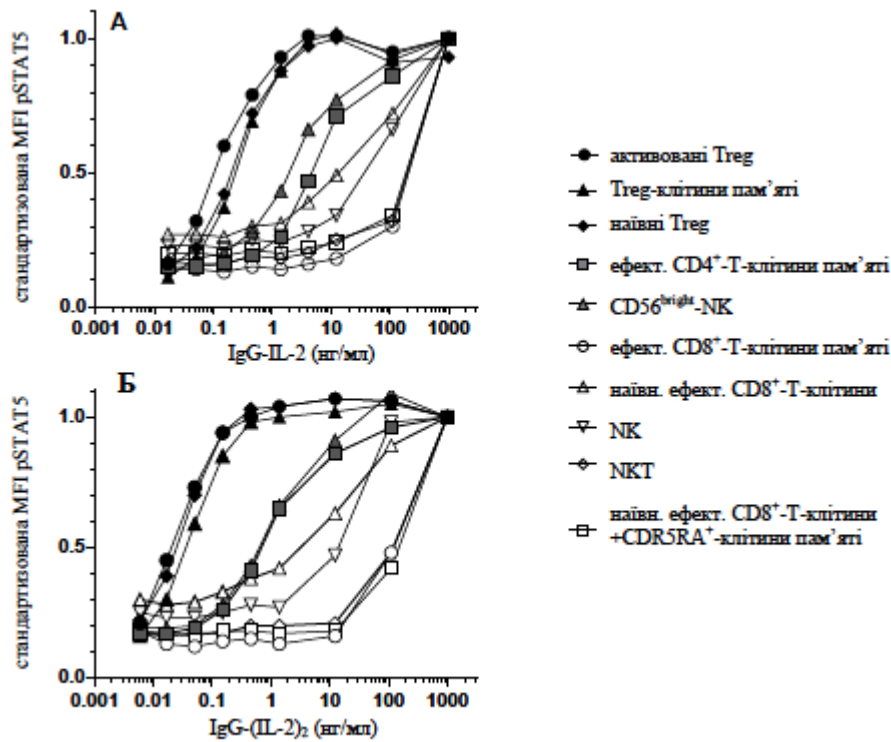 А
стандартизована MFI pSTAT5
1.0
0.5
0.0
0.001 0.01 0.1 1 10 100 1000
IgG-IL-2 (нг/мл)
Б
стандартизована MFI pSTAT5
1.0
0.5
0.0
0.001 0.01 0.1 1 10 100 1000
IgG-(IL-2)₂ (нг/мл)
активовані Treg
Treg-клітини пам’яті
наївні Treg
ефект. CD4⁺-Т-клітини пам’яті
CD56ᵇʳⁱᵍʰᵗ-NK
ефект. CD8⁺-Т-клітини пам’яті
наївн. ефект. CD8⁺-Т-клітини
NK
NKT
наївн. ефект. CD8⁺-Т-клітини
+CDR5RA⁺-клітини пам’яті